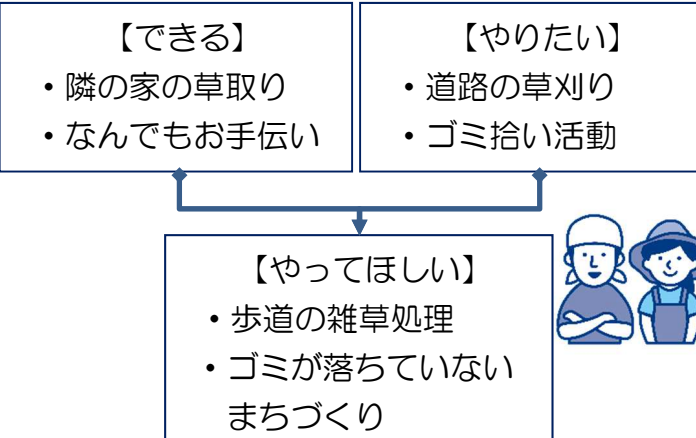 【できる】
・隣の家の草取り
・なんでもお手伝い
【やりたい】
・道路の草刈り
・ゴミ拾い活動
【やってほしい】
・歩道の雑草処理
・ゴミが落ちていない
まちづくり